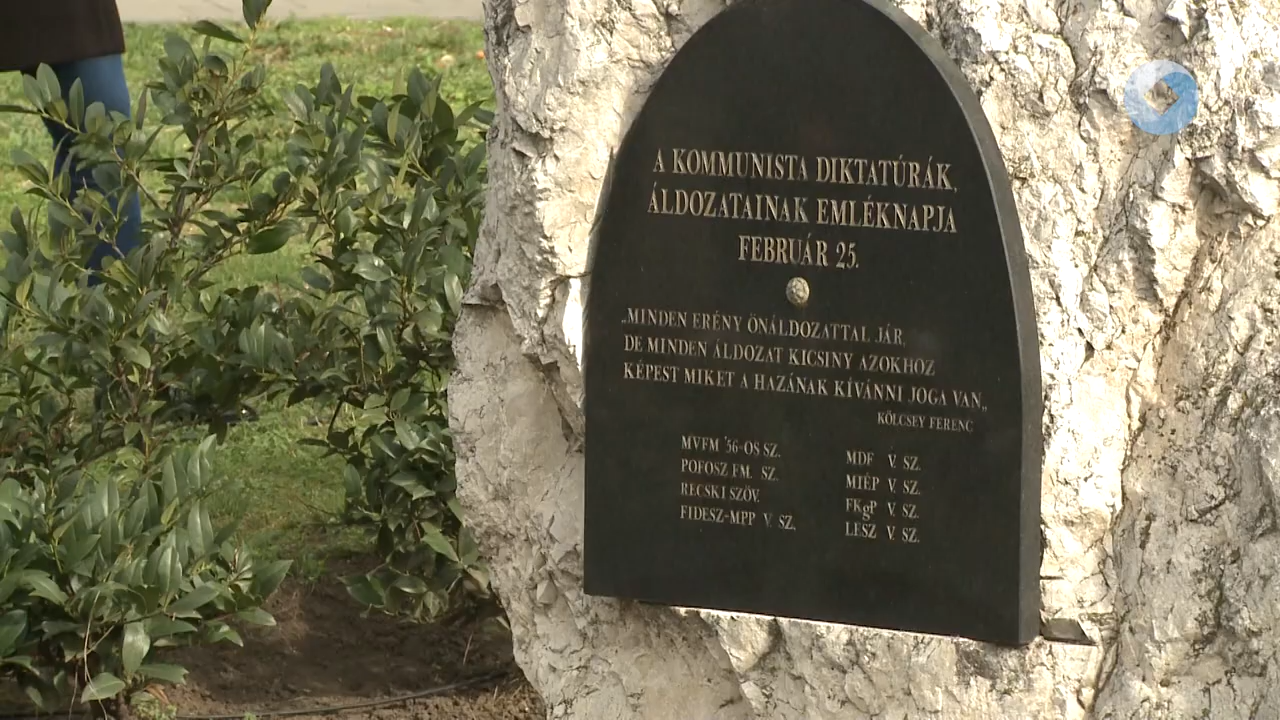 A KOMMUNISTA DIKTATÚRÁK,
ÁLDOZATAINAK EMLÉKNAPJA
FEBRUÁR 25.
„MINDEN ERÉNY ÖNÁLDOZATTAL JÁR,
DE MINDEN ÁLDOZAT KICSINY AZOKHOZ
KÉPEST MIKET A HAZÁNAK KÍVÁNNI JOGA VAN„
KÖLCSEY FERENC
MVFM '56-OS SZ.
POFOSZ FM. SZ.
RECSKI SZÖV.
FIDESZ-MPP V. SZ.
MDF V. SZ.
MIÉP V. SZ.
FKgP V. SZ.
LESZ V. SZ.